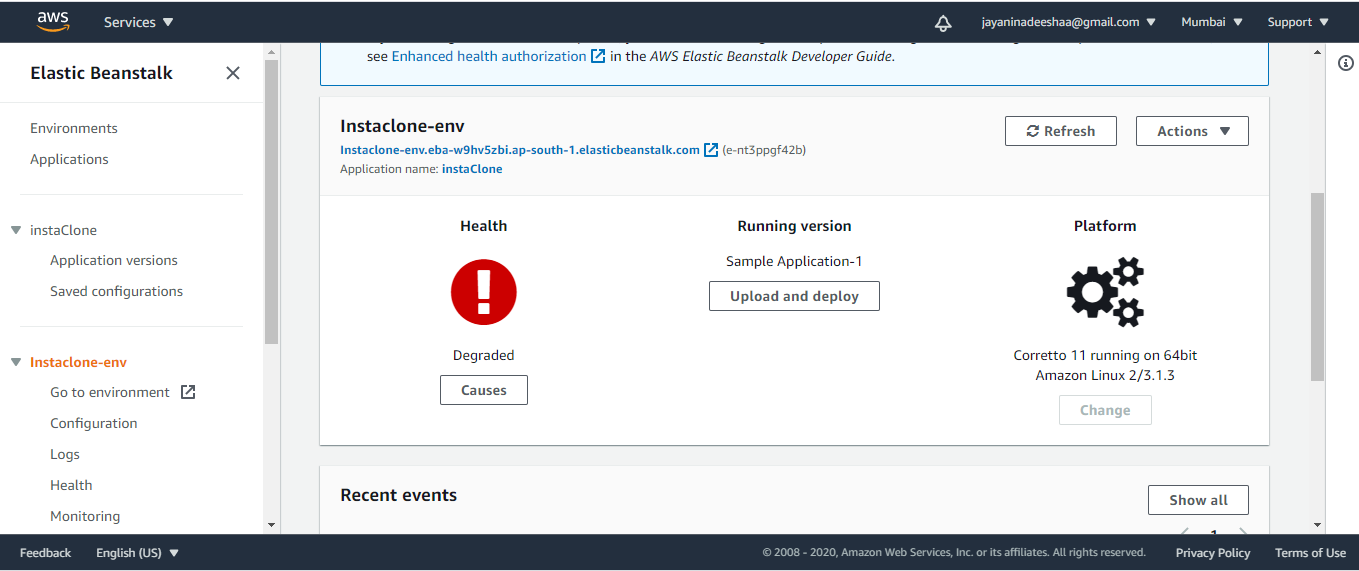 aws Services ▼ jayaninadeeshaa@gmail.com ▼ Mumbai ▼ Support ▼
Elastic Beanstalk
Environments
Applications
instaClone
Application versions
Saved configurations
Instaclone-env
Go to environment
Configuration
Logs
Health
Monitoring
see Enhanced health authorization in the AWS Elastic Beanstalk Developer Guide.
Instaclone-env
Refresh
Actions ▼
Instaclone-env.eba-w9hv5zbi.ap-south-1.elasticbeanstalk.com (e-nt3ppgf42b)
Application name: instaClone
Health
Degraded
Causes
Running version
Sample Application-1
Upload and deploy
Platform
Corretto 11 running on 64bit
Amazon Linux 2/3.1.3
Change
Recent events
Show all
Feedback English (US) ▼ © 2008 - 2020, Amazon Web Services, Inc. or its affiliates. All rights reserved. Privacy Policy Terms of Use